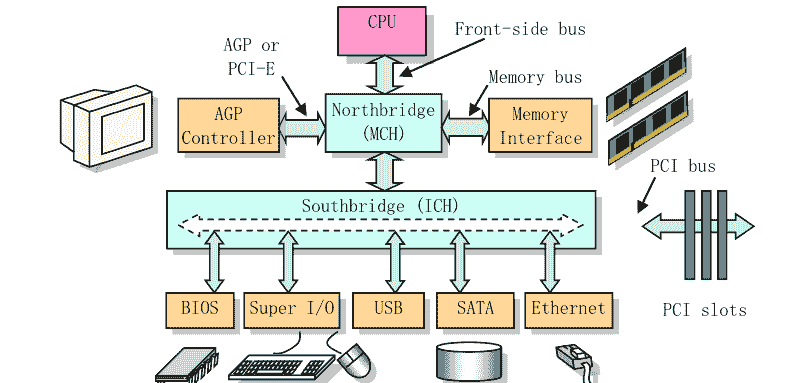 CPU
Front-side bus
AGP or
PCI-E
Memory bus
AGP
Controller
Northbridge
(MCH)
Memory
Interface
PCI bus
Southbridge (ICH)
BIOS
Super I/O
USB
SATA
Ethernet
PCI slots